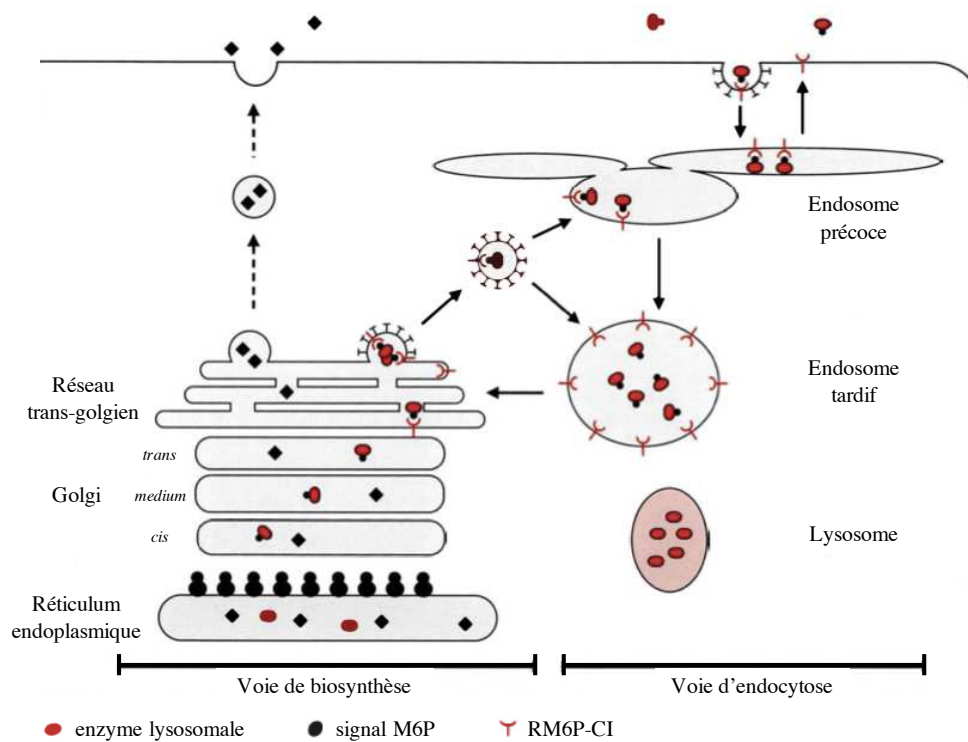 Endosome
précoce
Réseau
trans-golgien
Endosome
tardif
trans
Golgi
medium
cis
Lysosome
Réticulum
endoplasmique
Voie de biosynthèse
Voie d'endocytose
enzyme lysosomale
signal M6P
RM6P-CI